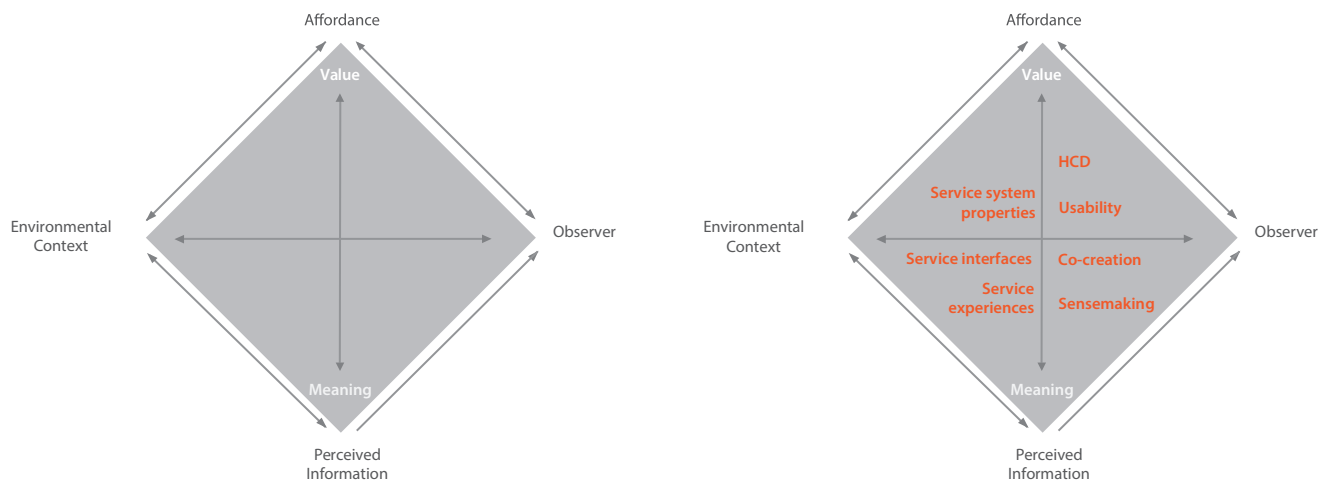 Affordance
Value
Environmental
Context
Observer
Meaning
Perceived
Information
Affordance
Value
HCD
Service system
properties
Usability
Environmental
Context
Observer
Service interfaces
Co-creation
Service
experiences
Sensemaking
Meaning
Perceived
Information